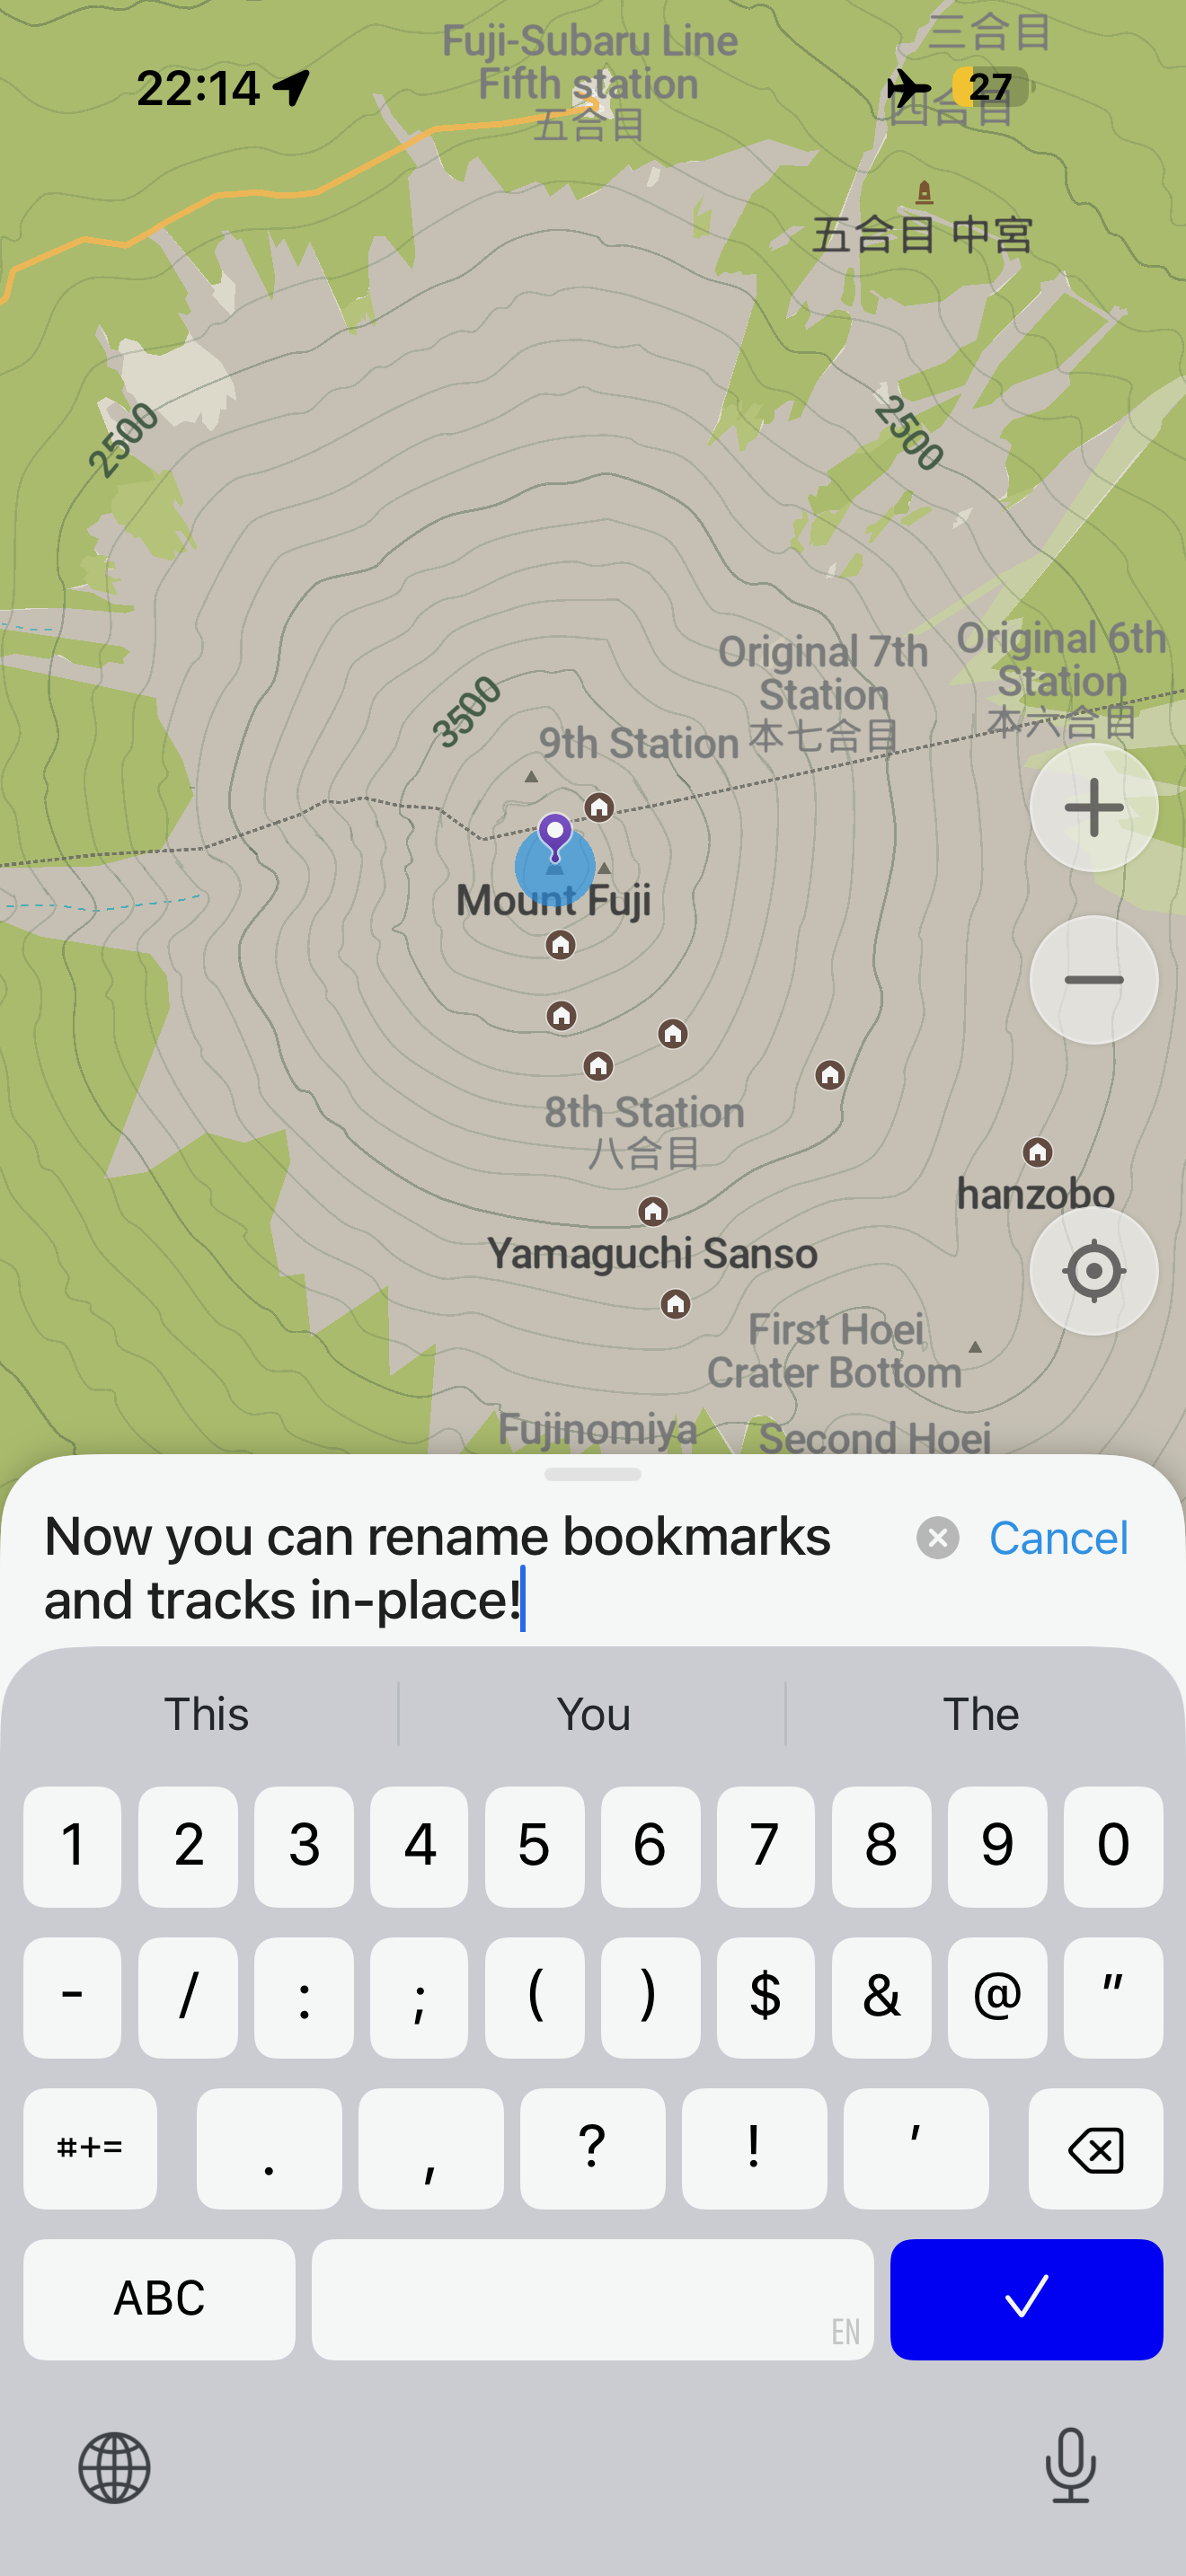 Fuji-Subaru Line
Fifth station
五合目
三合目
22:14
27
四合目
五合目 中宮
2500
2500
3500
Original 7th
Station
本七合目
Original 6th
Station
本六合目
9th Station
Mount Fuji
8th Station
八合目
hanzobo
Yamaguchi Sanso
First Hoei
Crater Bottom
Fujinomiya
Second Hoei
Now you can rename bookmarks
and tracks in-place!
Cancel
This You The
1 2 3 4 5 6 7 8 9 0
- / : ; ( ) $ & @ "
#+= . , ? ! '
ABC
EN